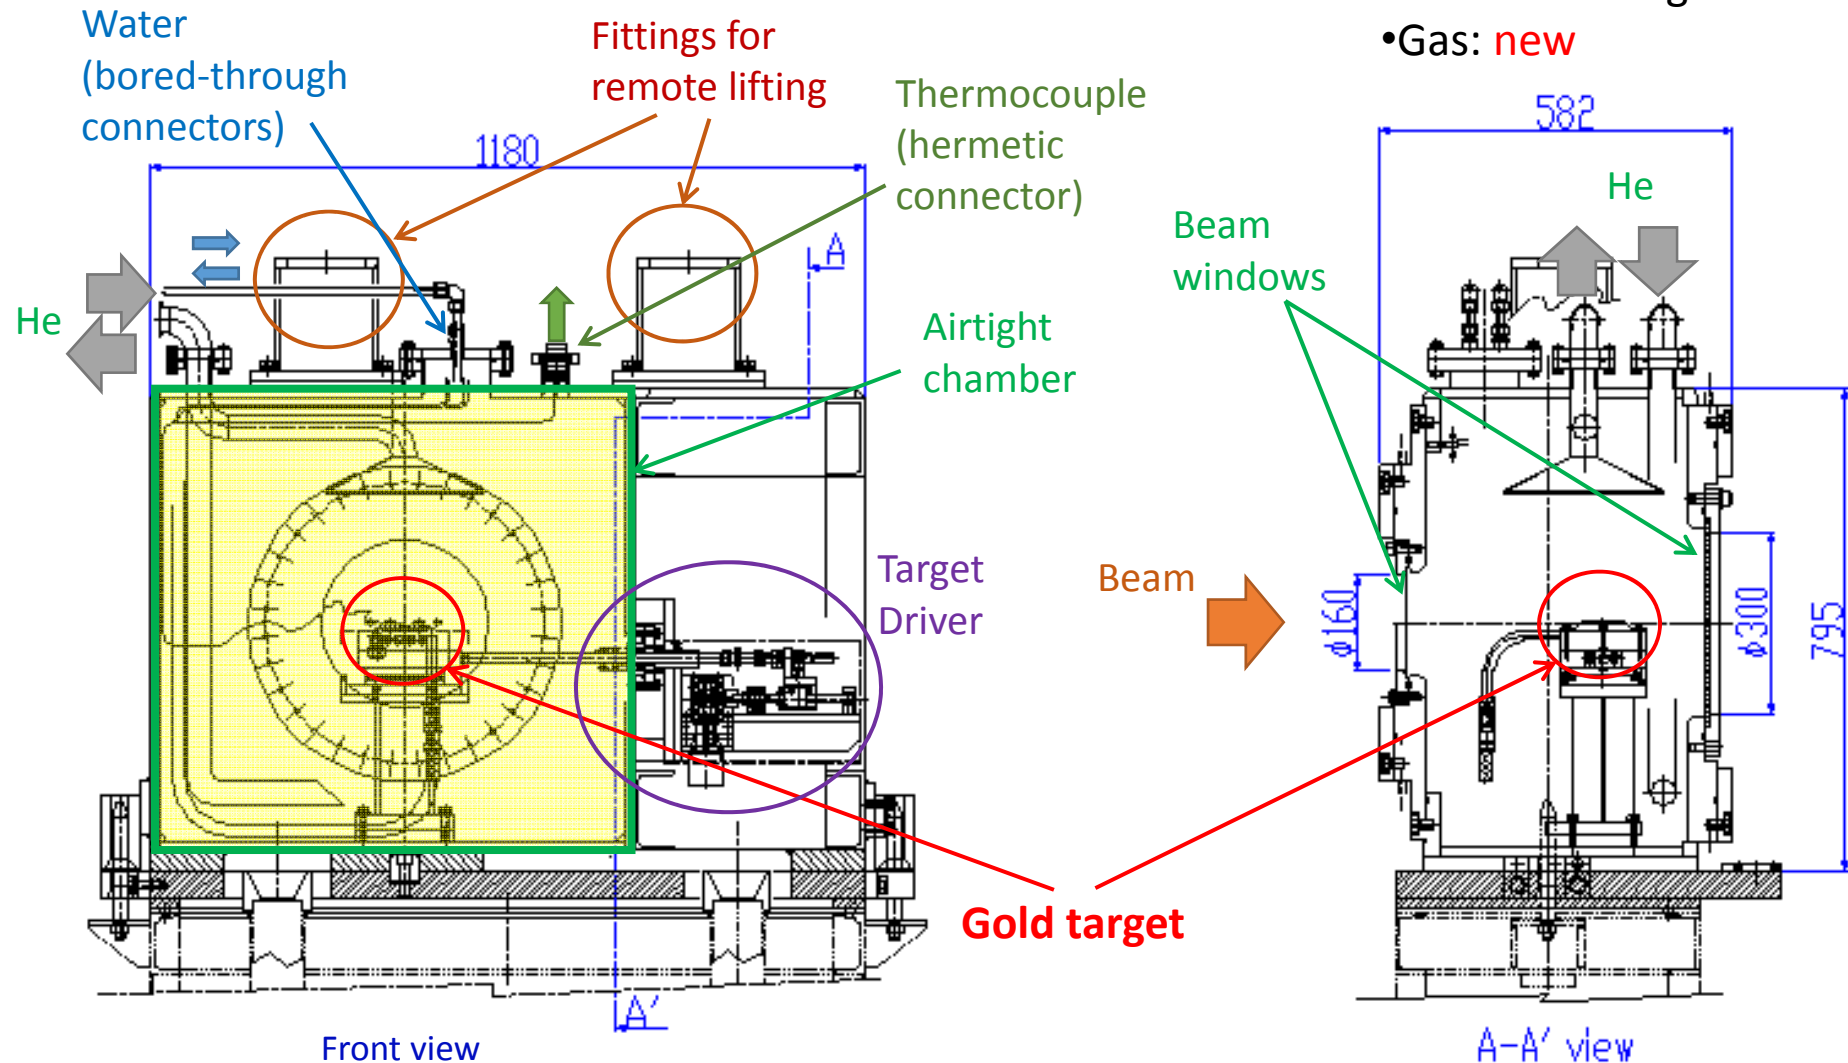 Water
(bored-through
connectors)
Fittings for
remote lifting
Thermocouple
(hermetic
connector)
•Gas: new
1180
582
He
Beam
windows
A
He
Airtight
chamber
Target
Driver
Beam
ϕ160
ϕ300
795
Gold target
A'
Front view
A-A' view